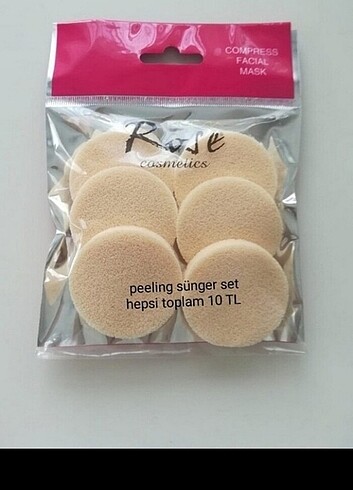 COMPRESS
FACIAL
MASK
Rose
cosmetics
peeling sünger set
hepsi toplam 10 TL